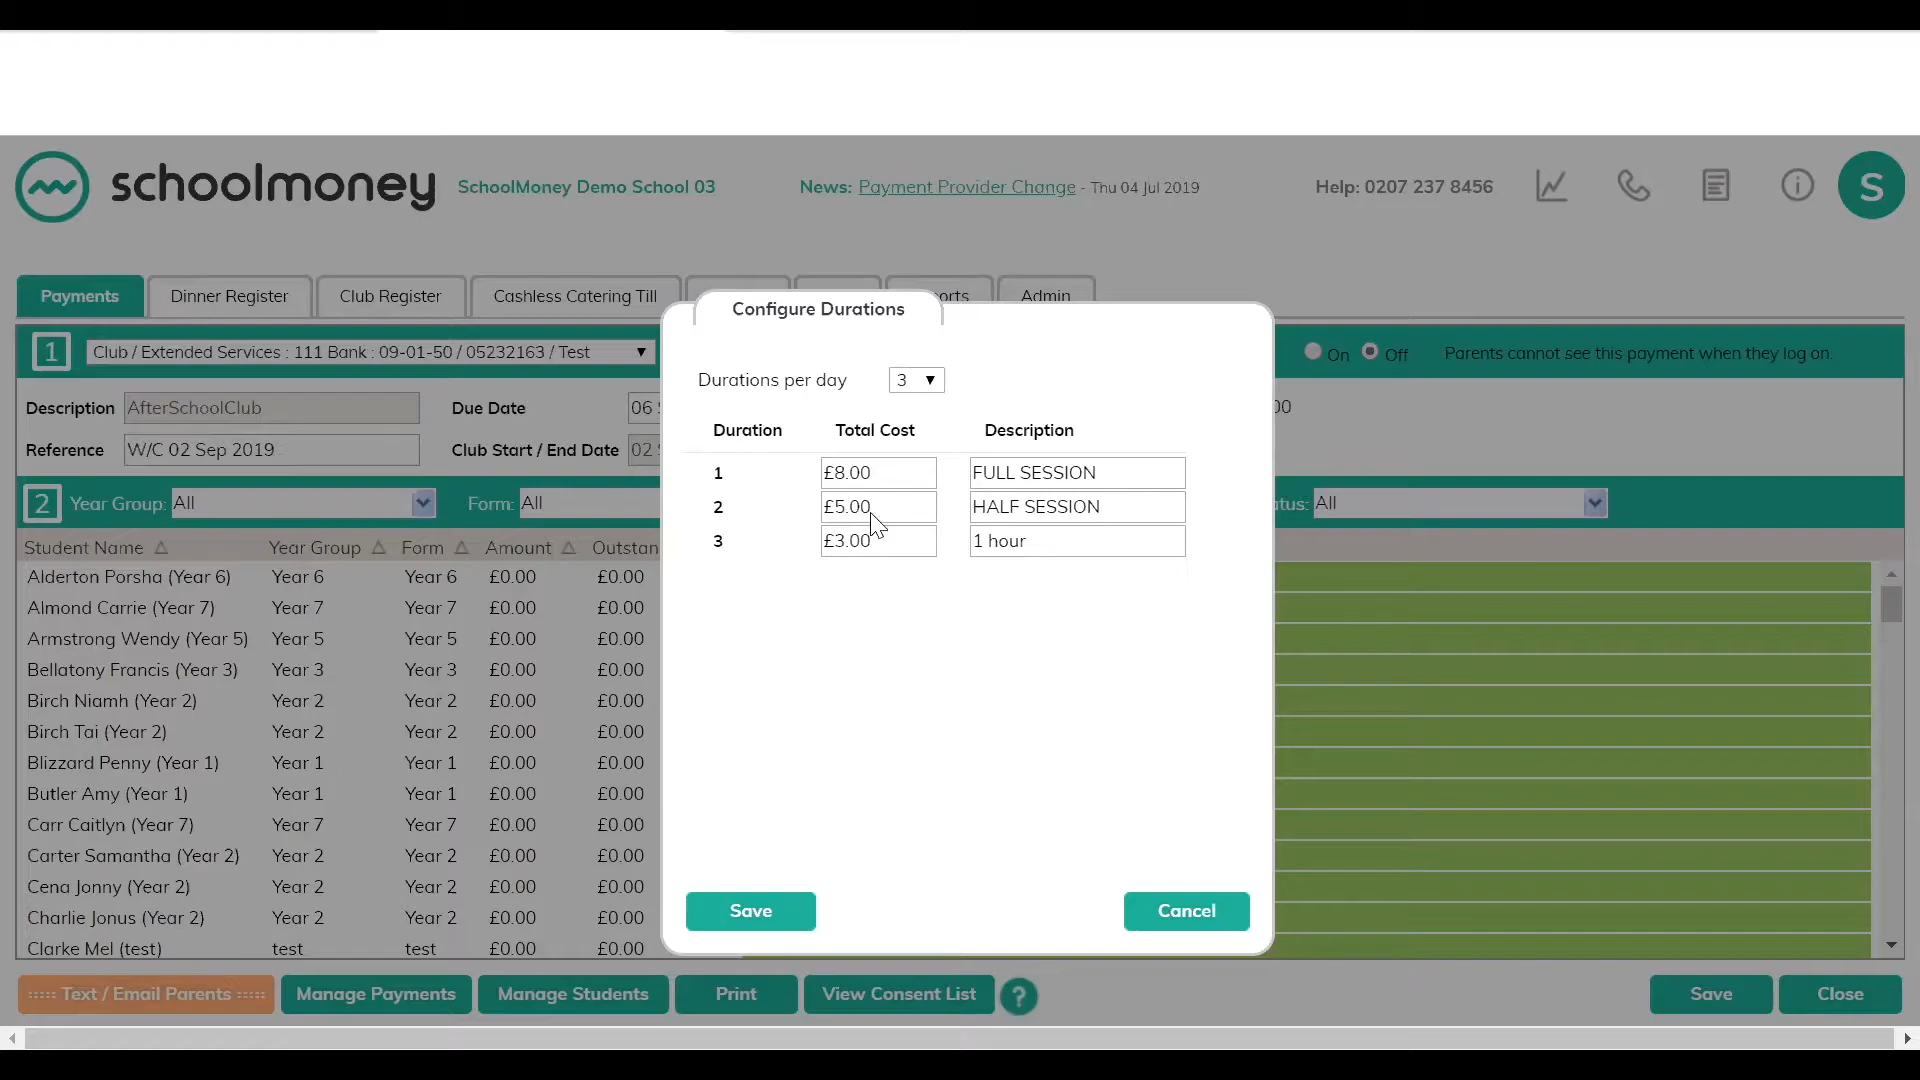 schoolmoney
SchoolMoney Demo School 03
News: Payment Provider Change - Thu 04 Jul 2019
Help: 0207 237 8456
S
Payments
Dinner Register
Club Register
Cashless Catering Till
Admin
Configure Durations
1
Club / Extended Services : 111 Bank : 09-01-50 / 05232163 / Test
On
Off
Parents cannot see this payment when they log on.
Description AfterSchoolClub
Due Date 06
Reference W/C 02 Sep 2019
Club Start / End Date 02
2 Year Group: All
Form: All
All
Student Name Year Group Form Amount
Alderton Porsha (Year 6) Year 6 Year 6 £0.00 £0.00
Almond Carrie (Year 7) Year 7 Year 7 £0.00 £0.00
Armstrong Wendy (Year 5) Year 5 Year 5 £0.00 £0.00
Bellatony Francis (Year 3) Year 3 Year 3 £0.00 £0.00
Birch Niamh (Year 2) Year 2 Year 2 £0.00 £0.00
Birch Tai (Year 2) Year 2 Year 2 £0.00 £0.00
Blizzard Penny (Year 1) Year 1 Year 1 £0.00 £0.00
Butler Amy (Year 1) Year 1 Year 1 £0.00 £0.00
Carr Caitlyn (Year 7) Year 7 Year 7 £0.00 £0.00
Carter Samantha (Year 2) Year 2 Year 2 £0.00 £0.00
Cena Jonny (Year 2) Year 2 Year 2 £0.00 £0.00
Charlie Jonus (Year 2) Year 2 Year 2 £0.00 £0.00
Clarke Mel (test) test test £0.00 £0.00
Durations per day 3
Duration Total Cost Description
1 £8.00 FULL SESSION
2 £5.00 HALF SESSION
3 £3.00 1 hour
Save
Cancel
Text / Email Parents
Manage Payments
Manage Students
Print
View Consent List
?
Save
Close